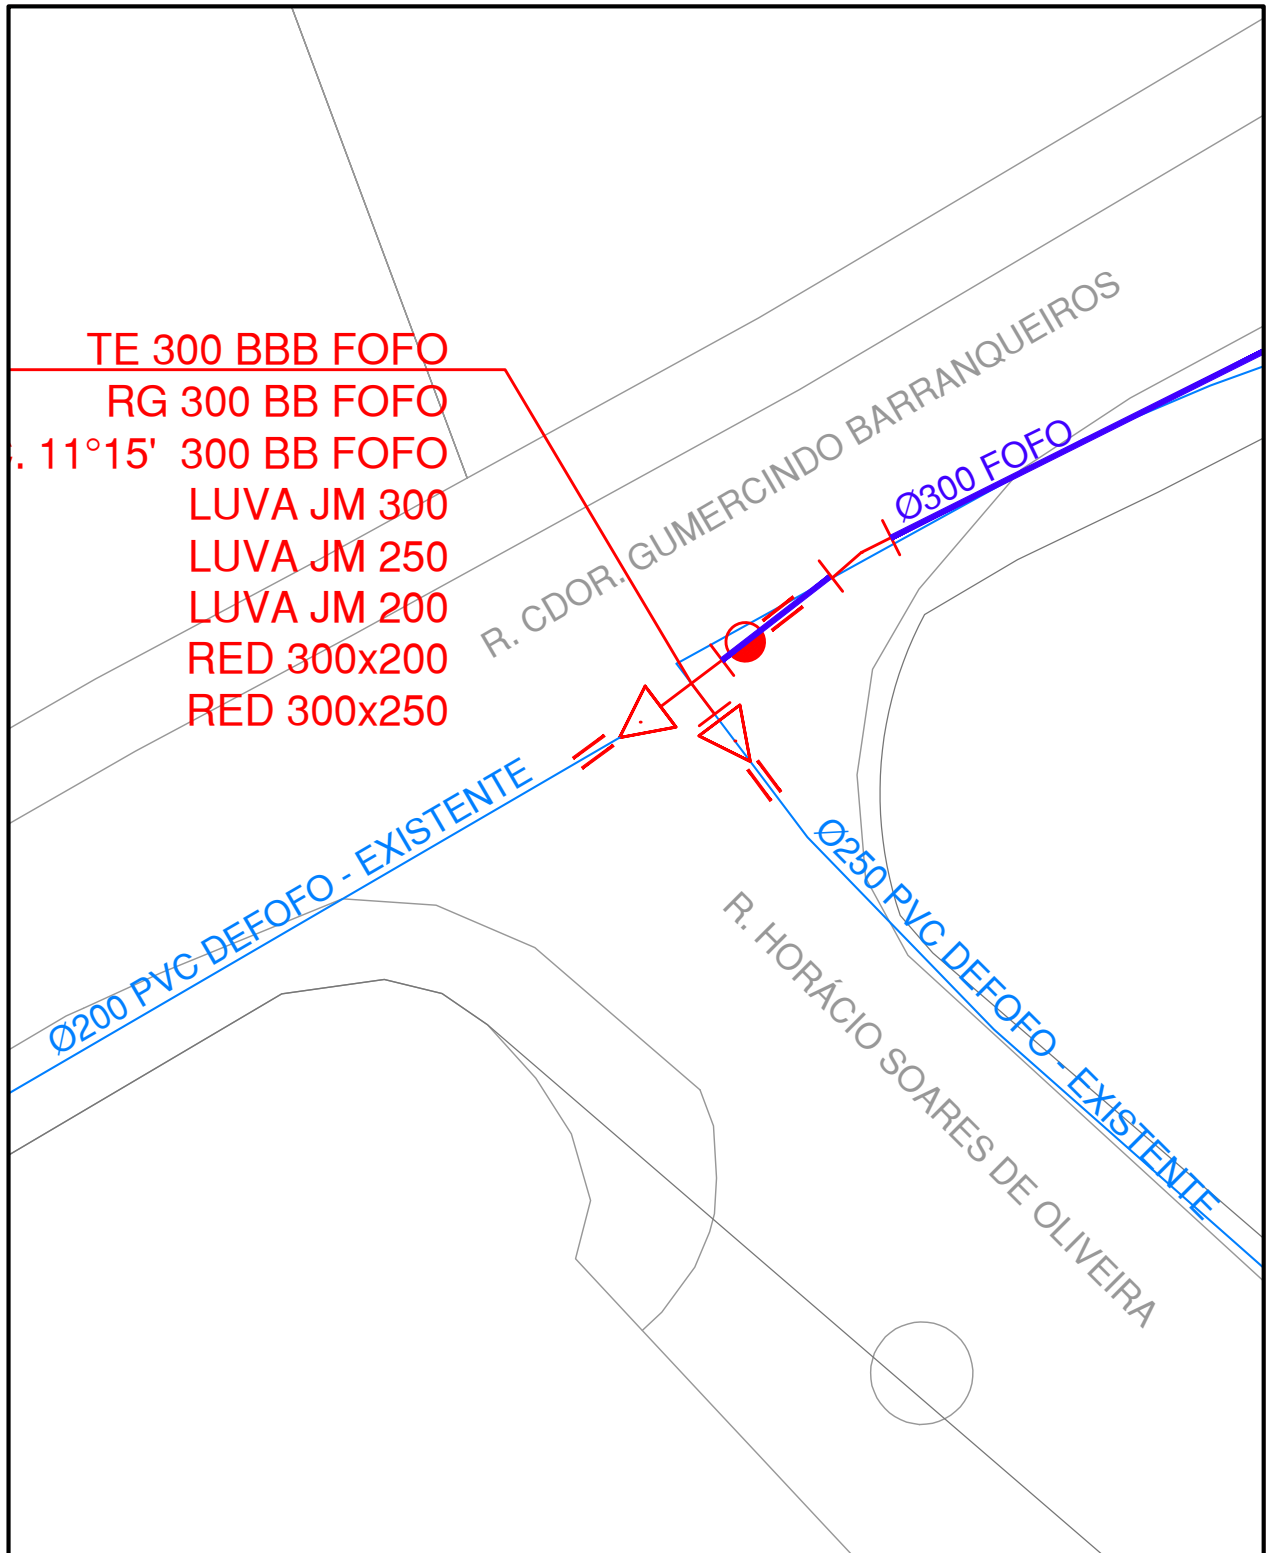 TE 300 BBB FOFO
RG 300 BB FOFO
11°15' 300 BB FOFO
LUVA JM 300
LUVA JM 250
LUVA JM 200
RED 300x200
RED 300x250
R. CDOR. GUMERCINDO BARRANQUEIROS
Ø300 FOFO
Ø200 PVC DEFOFO - EXISTENTE
Ø250 PVC DEFOFO - EXISTENTE
R. HORÁCIO SOARES DE OLIVEIRA